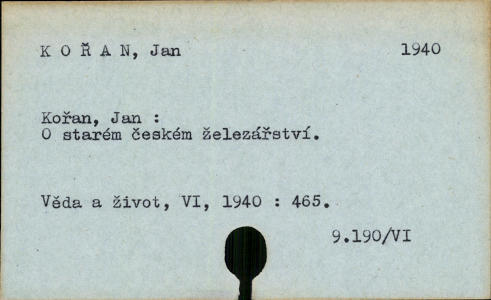 K O Ř A N, Jan 1940
Kořan, Jan :
O starém českém železářství.
Věda a život, VI, 1940 : 465.
9.190/VI